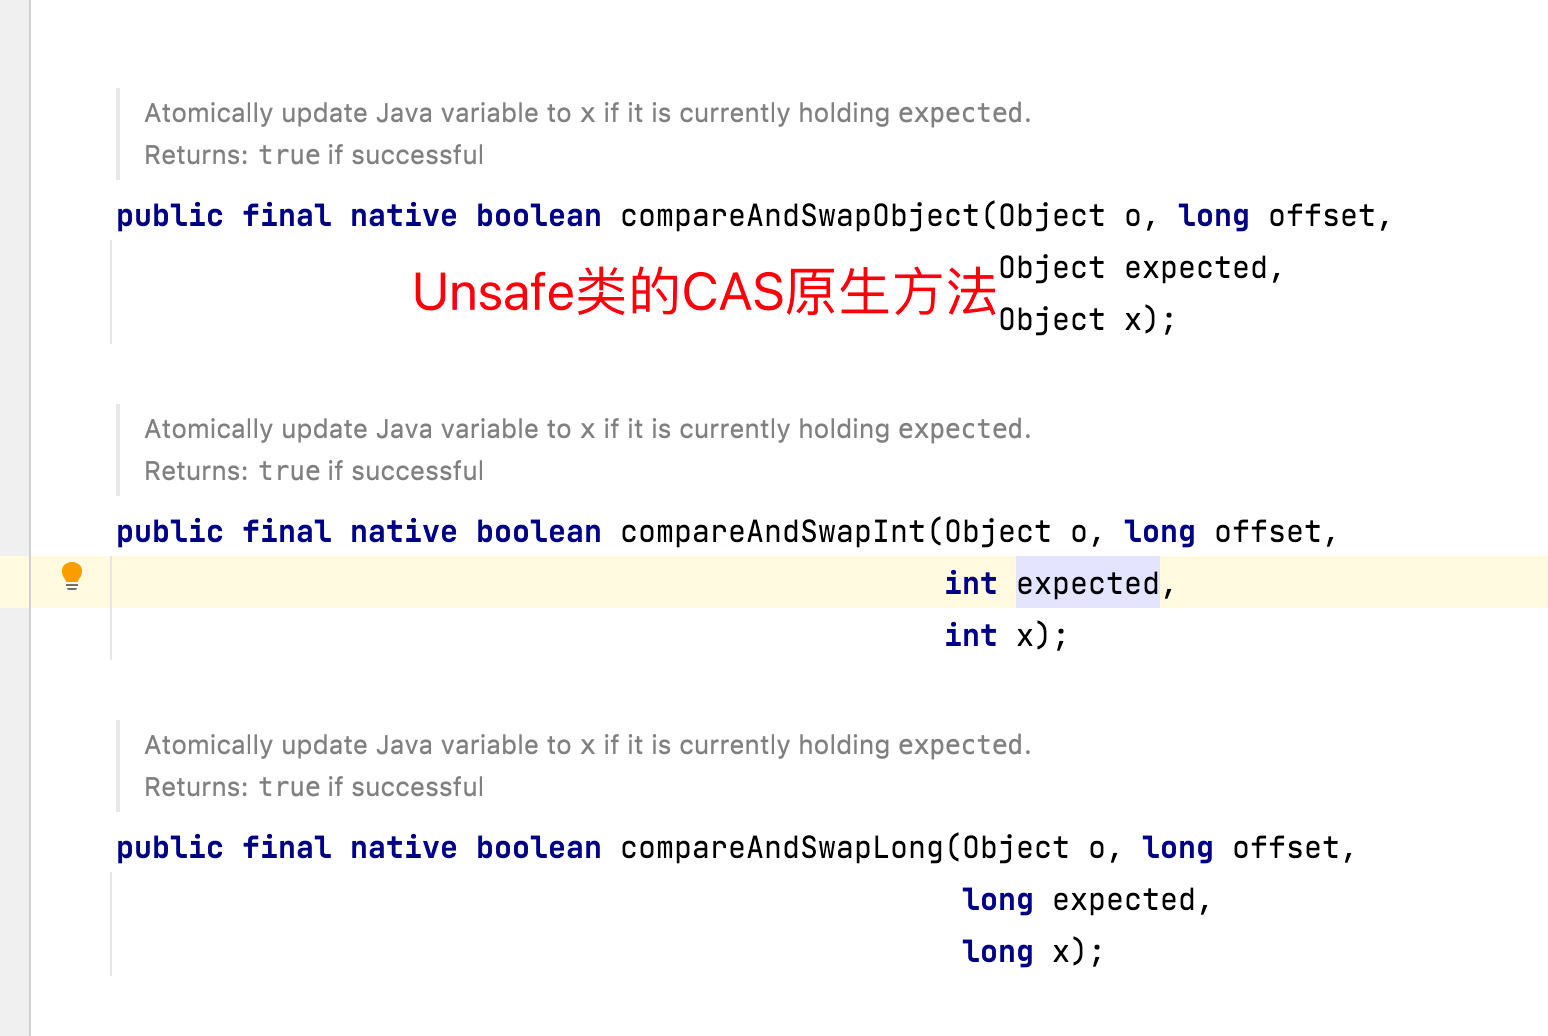 Atomically update Java variable to x if it is currently holding expected.
Returns: true if successful
public final native boolean compareAndSwapObject(Object o, long offset,
Object expected,
Unsafe类的CAS原生方法
Object x);
Atomically update Java variable to x if it is currently holding expected.
Returns: true if successful
public final native boolean compareAndSwapInt(Object o, long offset,
int expected,
int x);
Atomically update Java variable to x if it is currently holding expected.
Returns: true if successful
public final native boolean compareAndSwapLong(Object o, long offset,
long expected,
long x);